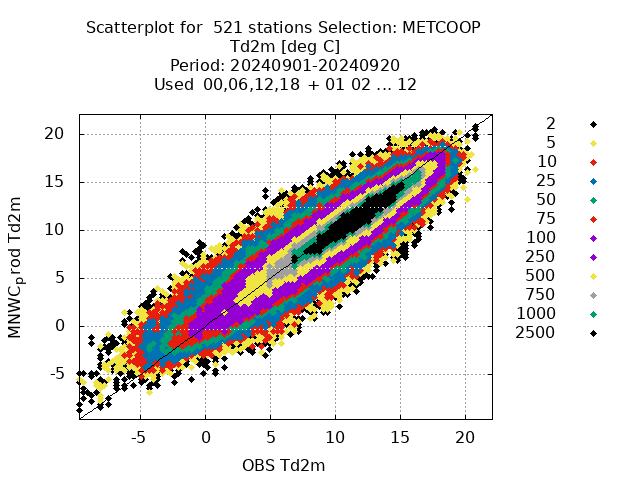 Scatterplot for  521 stations Selection: METCOOP
Td2m [deg C]
Period: 20240901-20240920
Used  00,06,12,18  + 01 02 ... 12
MNWC_prod Td2m
20
15
10
5
0
-5
-5 0 5 10 15 20
OBS Td2m
2
5
10
25
50
75
100
250
500
750
1000
2500